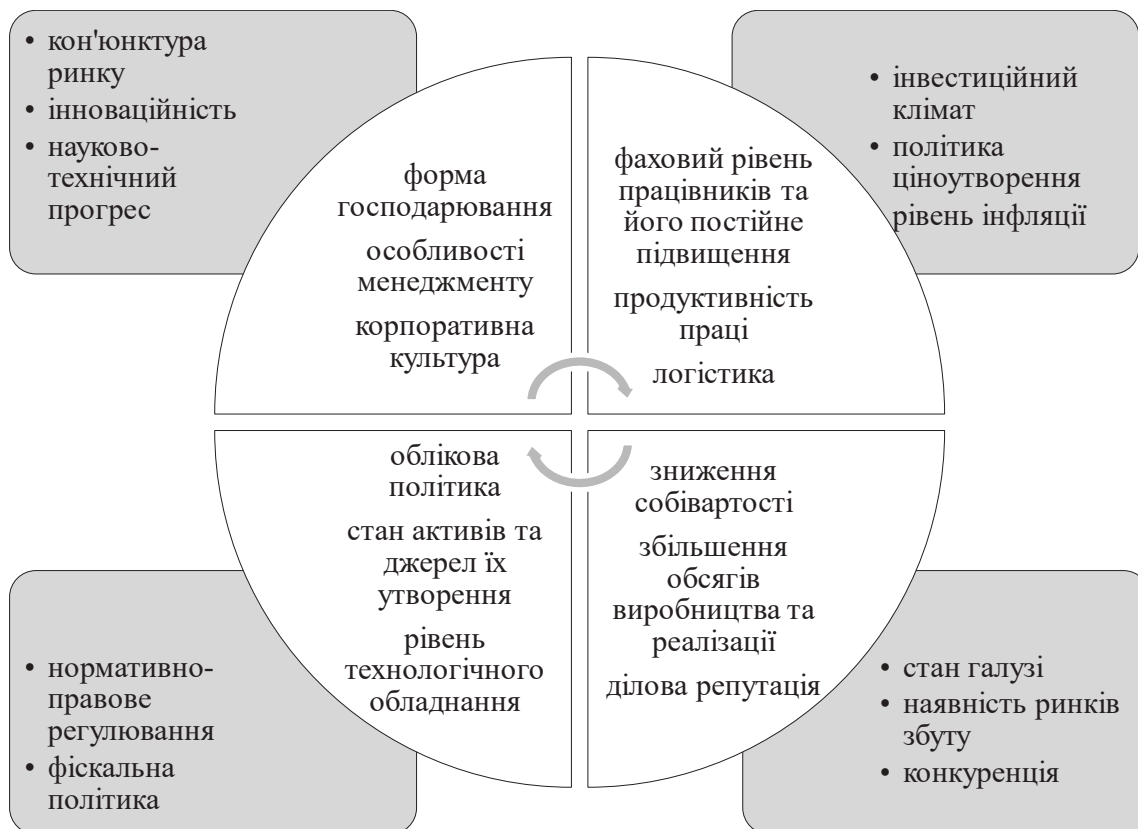 • кон'юнктура
ринку
• інноваційність
• науково-
технічний
прогрес
форма
господарювання
особливості
менеджменту
корпоративна
культура
фаховий рівень
працівників та
його постійне
підвищення
продуктивність
праці
логістика
• інвестиційний
клімат
• політика
ціноутворення
рівень інфляції
• нормативно-
правове
регулювання
• фіскальна
політика
облікова
політика
стан активів та
джерел їх
утворення
рівень
технологічного
обладнання
зниження
собівартості
збільшення
обсягів
виробництва та
реалізації
ділова репутація
• стан галузі
• наявність ринків
збуту
• конкуренція